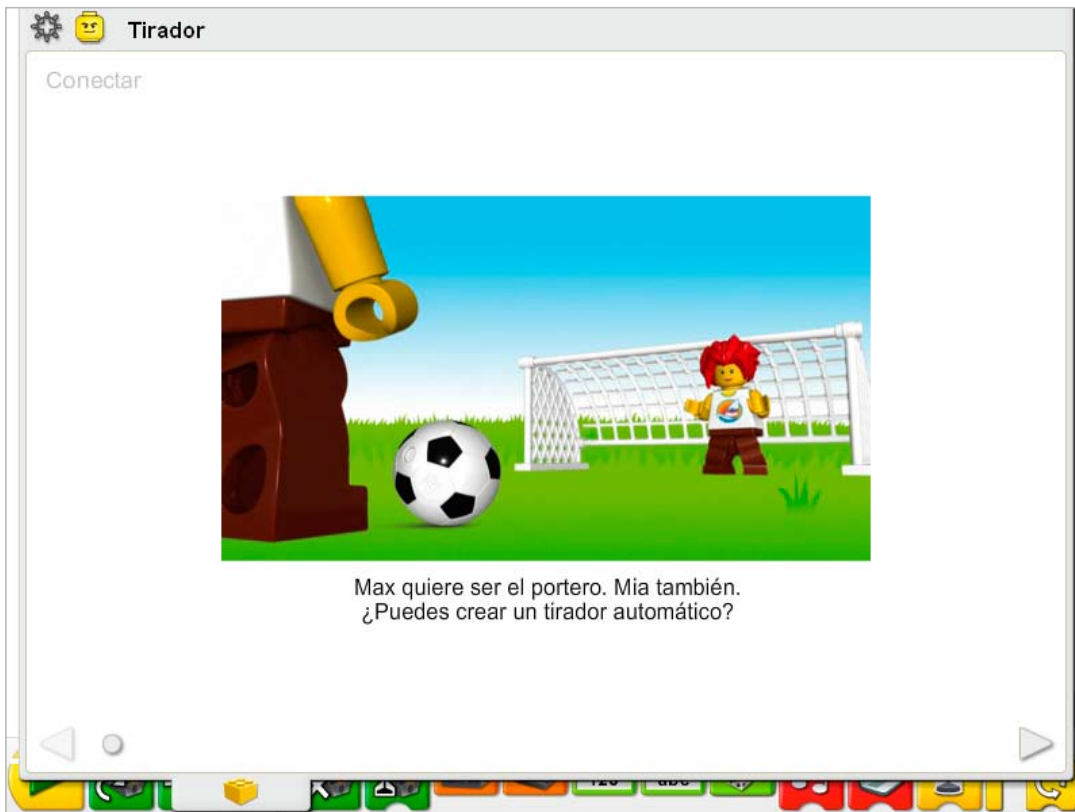 Tirador
Conectar
Max quiere ser el portero. Mia también.
¿Puedes crear un tirador automático?